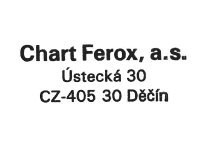 Chart Ferox, a.s.
Ústecká 30
CZ-405 30 Děčín